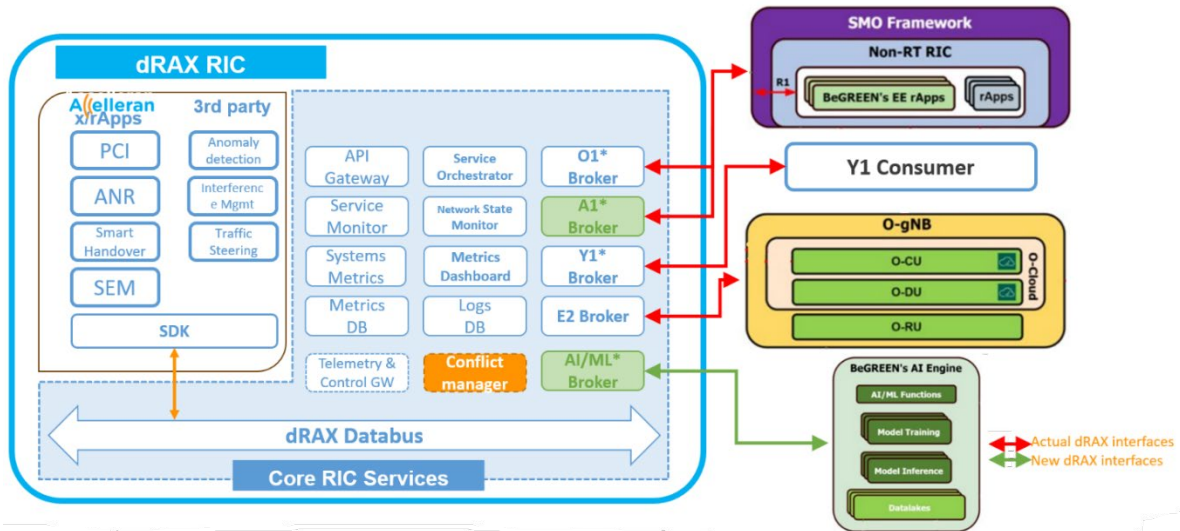 dRAX RIC
Accelleran
x/rApps
3rd party
PCI
ANR
Smart
Handover
SEM
Anomaly
detection
Interferenc
e Mgmt
Traffic
Steering
SDK
API
Gateway
Service
Orchestrator
O1*
Broker
Service
Monitor
Network State
Monitor
A1*
Broker
Systems
Metrics
Metrics
Dashboard
Y1*
Broker
Metrics
DB
Logs
DB
E2 Broker
Telemetry &
Control GW
Conflict
manager
AI/ML*
Broker
dRAX Databus
Core RIC Services
SMO Framework
Non-RT RIC
R1
BeGREEN's EE rApps
rApps
Y1 Consumer
O-gNB
O-CU
O-DU
O-Cloud
O-RU
BeGREEN's AI Engine
AI/ML Functions
Model Training
Model Inference
Datalakes
Actual dRAX interfaces
New dRAX interfaces